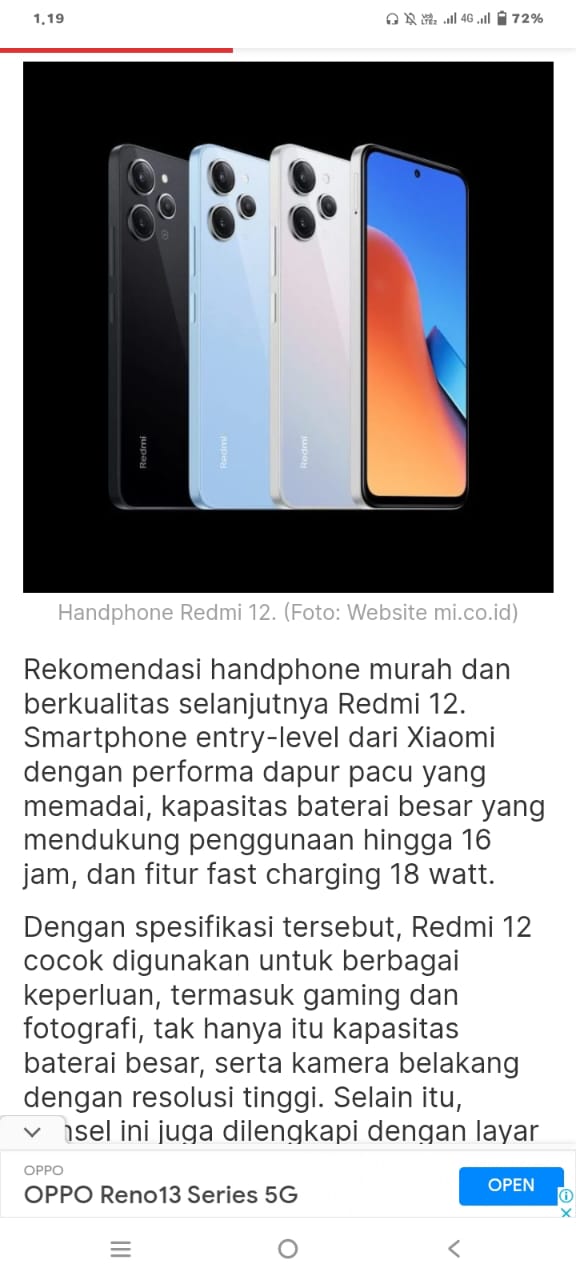 1,19
4G 72%
Redmi
Redmi
Redmi
Handphone Redmi 12. (Foto: Website mi.co.id)
Rekomendasi handphone murah dan
berkualitas selanjutnya Redmi 12.
Smartphone entry-level dari Xiaomi
dengan performa dapur pacu yang
memadai, kapasitas baterai besar yang
mendukung penggunaan hingga 16
jam, dan fitur fast charging 18 watt.
Dengan spesifikasi tersebut, Redmi 12
cocok digunakan untuk berbagai
keperluan, termasuk gaming dan
fotografi, tak hanya itu kapasitas
baterai besar, serta kamera belakang
dengan resolusi tinggi. Selain itu,
ini juga dilengkapi dengan layar
OPPO
OPPO Reno13 Series 5G
OPEN